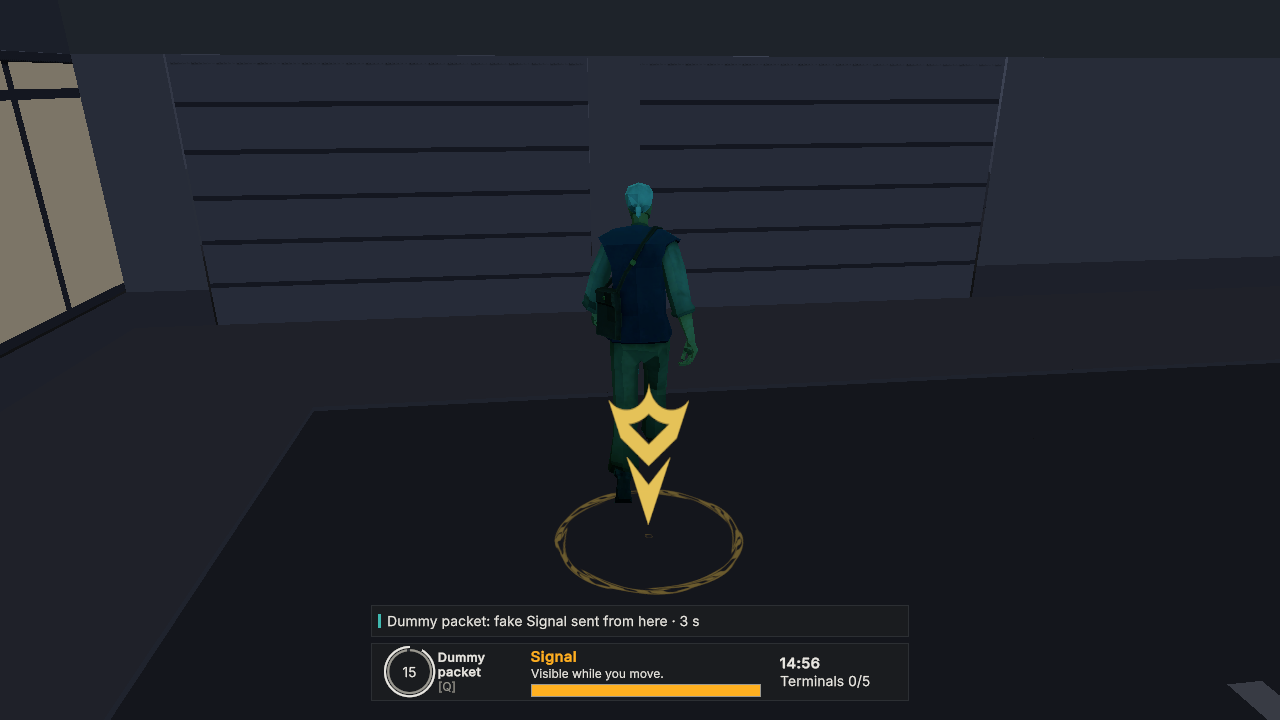 Dummy packet: fake Signal sent from here · 3 s
15
Dummy
packet
[Q]
Signal
Visible while you move.
14:56
Terminals 0/5